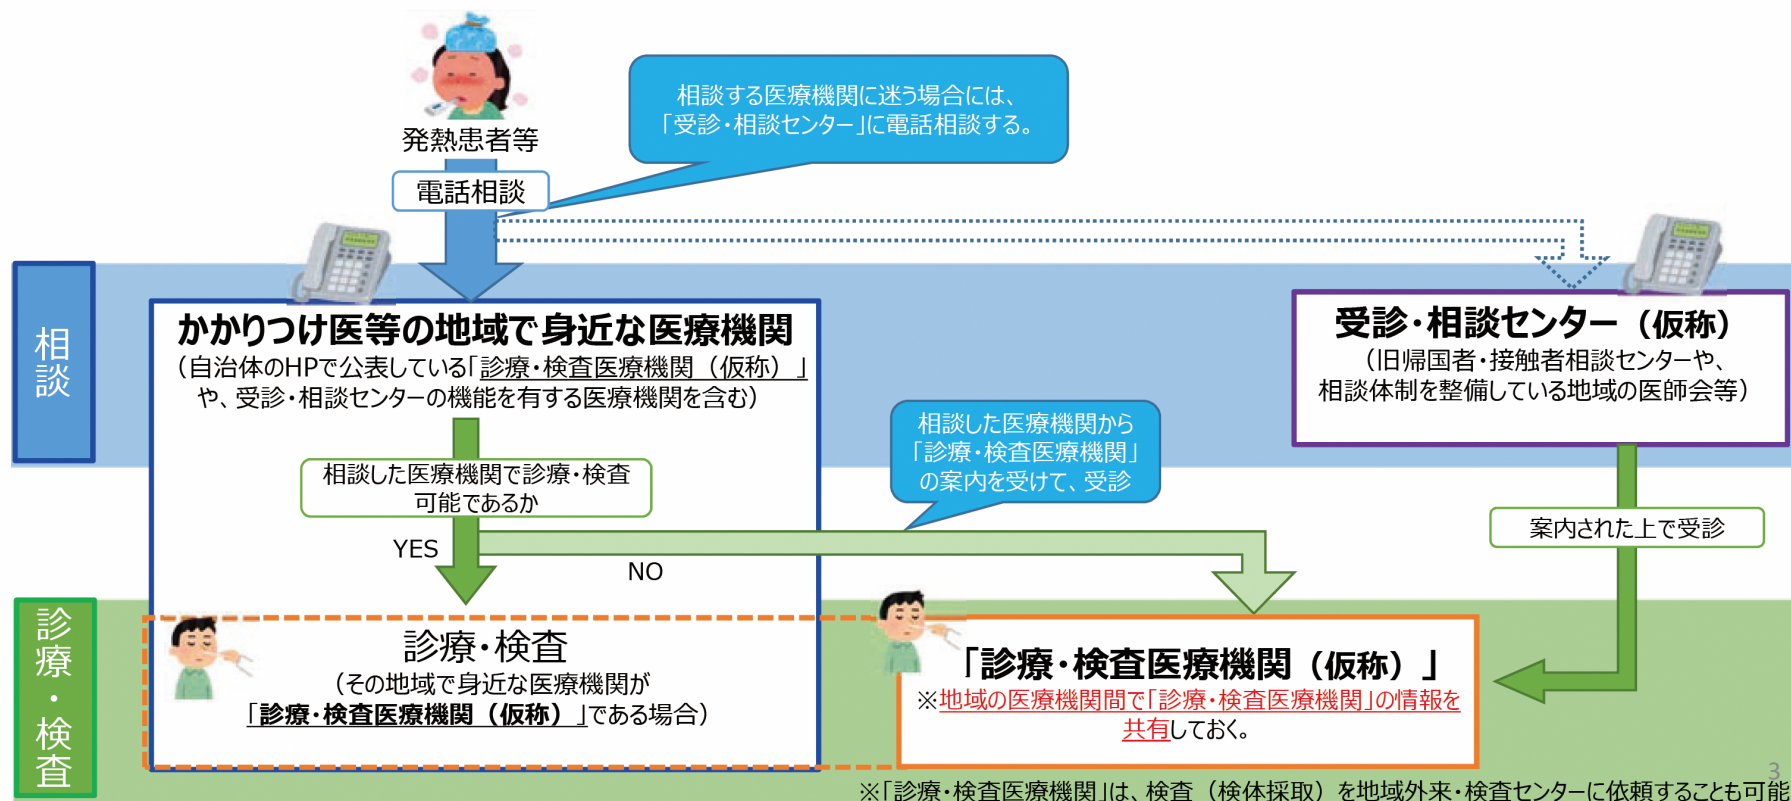 発熱患者等
電話相談
相談する医療機関に迷う場合には、
「受診・相談センター」に電話相談する。
相談
かかりつけ医等の地域で身近な医療機関
（自治体のHPで公表している「診療・検査医療機関（仮称）」
や、受診・相談センターの機能を有する医療機関を含む）
受診・相談センター（仮称）
（旧帰国者・接触者相談センターや、
相談体制を整備している地域の医師会等）
相談した医療機関で診療・検査
可能であるか
相談した医療機関から
「診療・検査医療機関」
の案内を受けて、受診
案内された上で受診
YES
NO
診療・検査
診療・検査
（その地域で身近な医療機関が
「診療・検査医療機関（仮称）」である場合）
「診療・検査医療機関（仮称）」
※地域の医療機関間で「診療・検査医療機関」の情報を
共有しておく。
※「診療・検査医療機関」は、検査（検体採取）を地域外来・検査センターに依頼することも可能
3